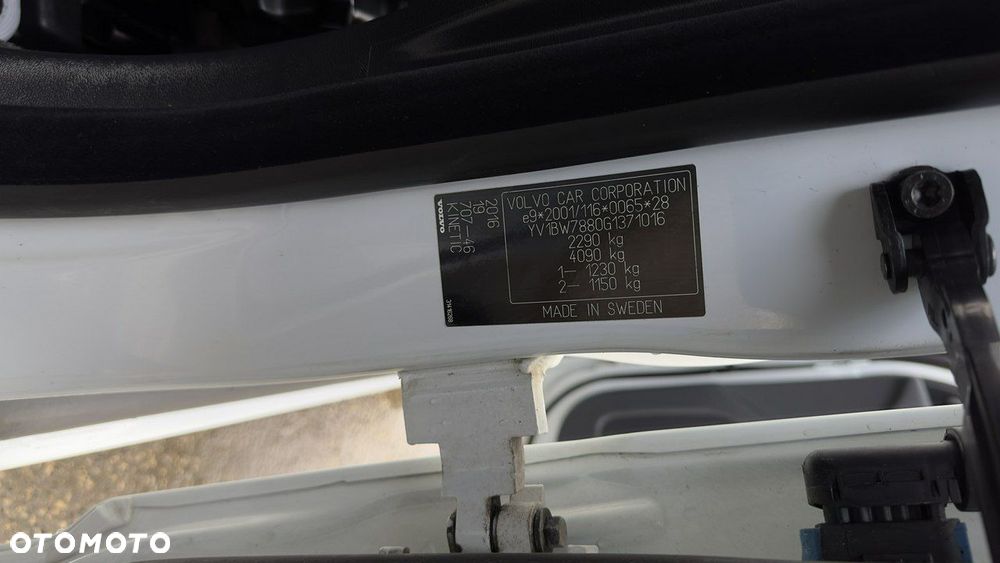 VOLVO CAR CORPORATION
e9*2001/116*0065*28
YV1BW7880G1371016
2290 kg
4090 kg
1— 1230 kg
2— 1150 kg
MADE IN SWEDEN
2016
19
707-46
KINETIC
VOLVO
OTOMOTO